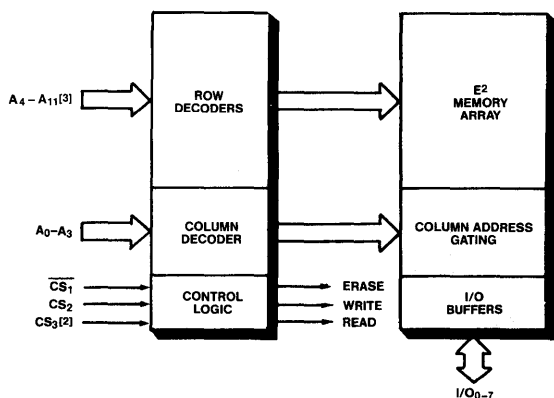 A4 – A11[3]
ROW
DECODERS
E2
MEMORY
ARRAY
A0–A3
COLUMN
DECODER
COLUMN ADDRESS
GATING
CS1
CS2
CS3[2]
CONTROL
LOGIC
ERASE
WRITE
READ
I/O
BUFFERS
I/O0–7